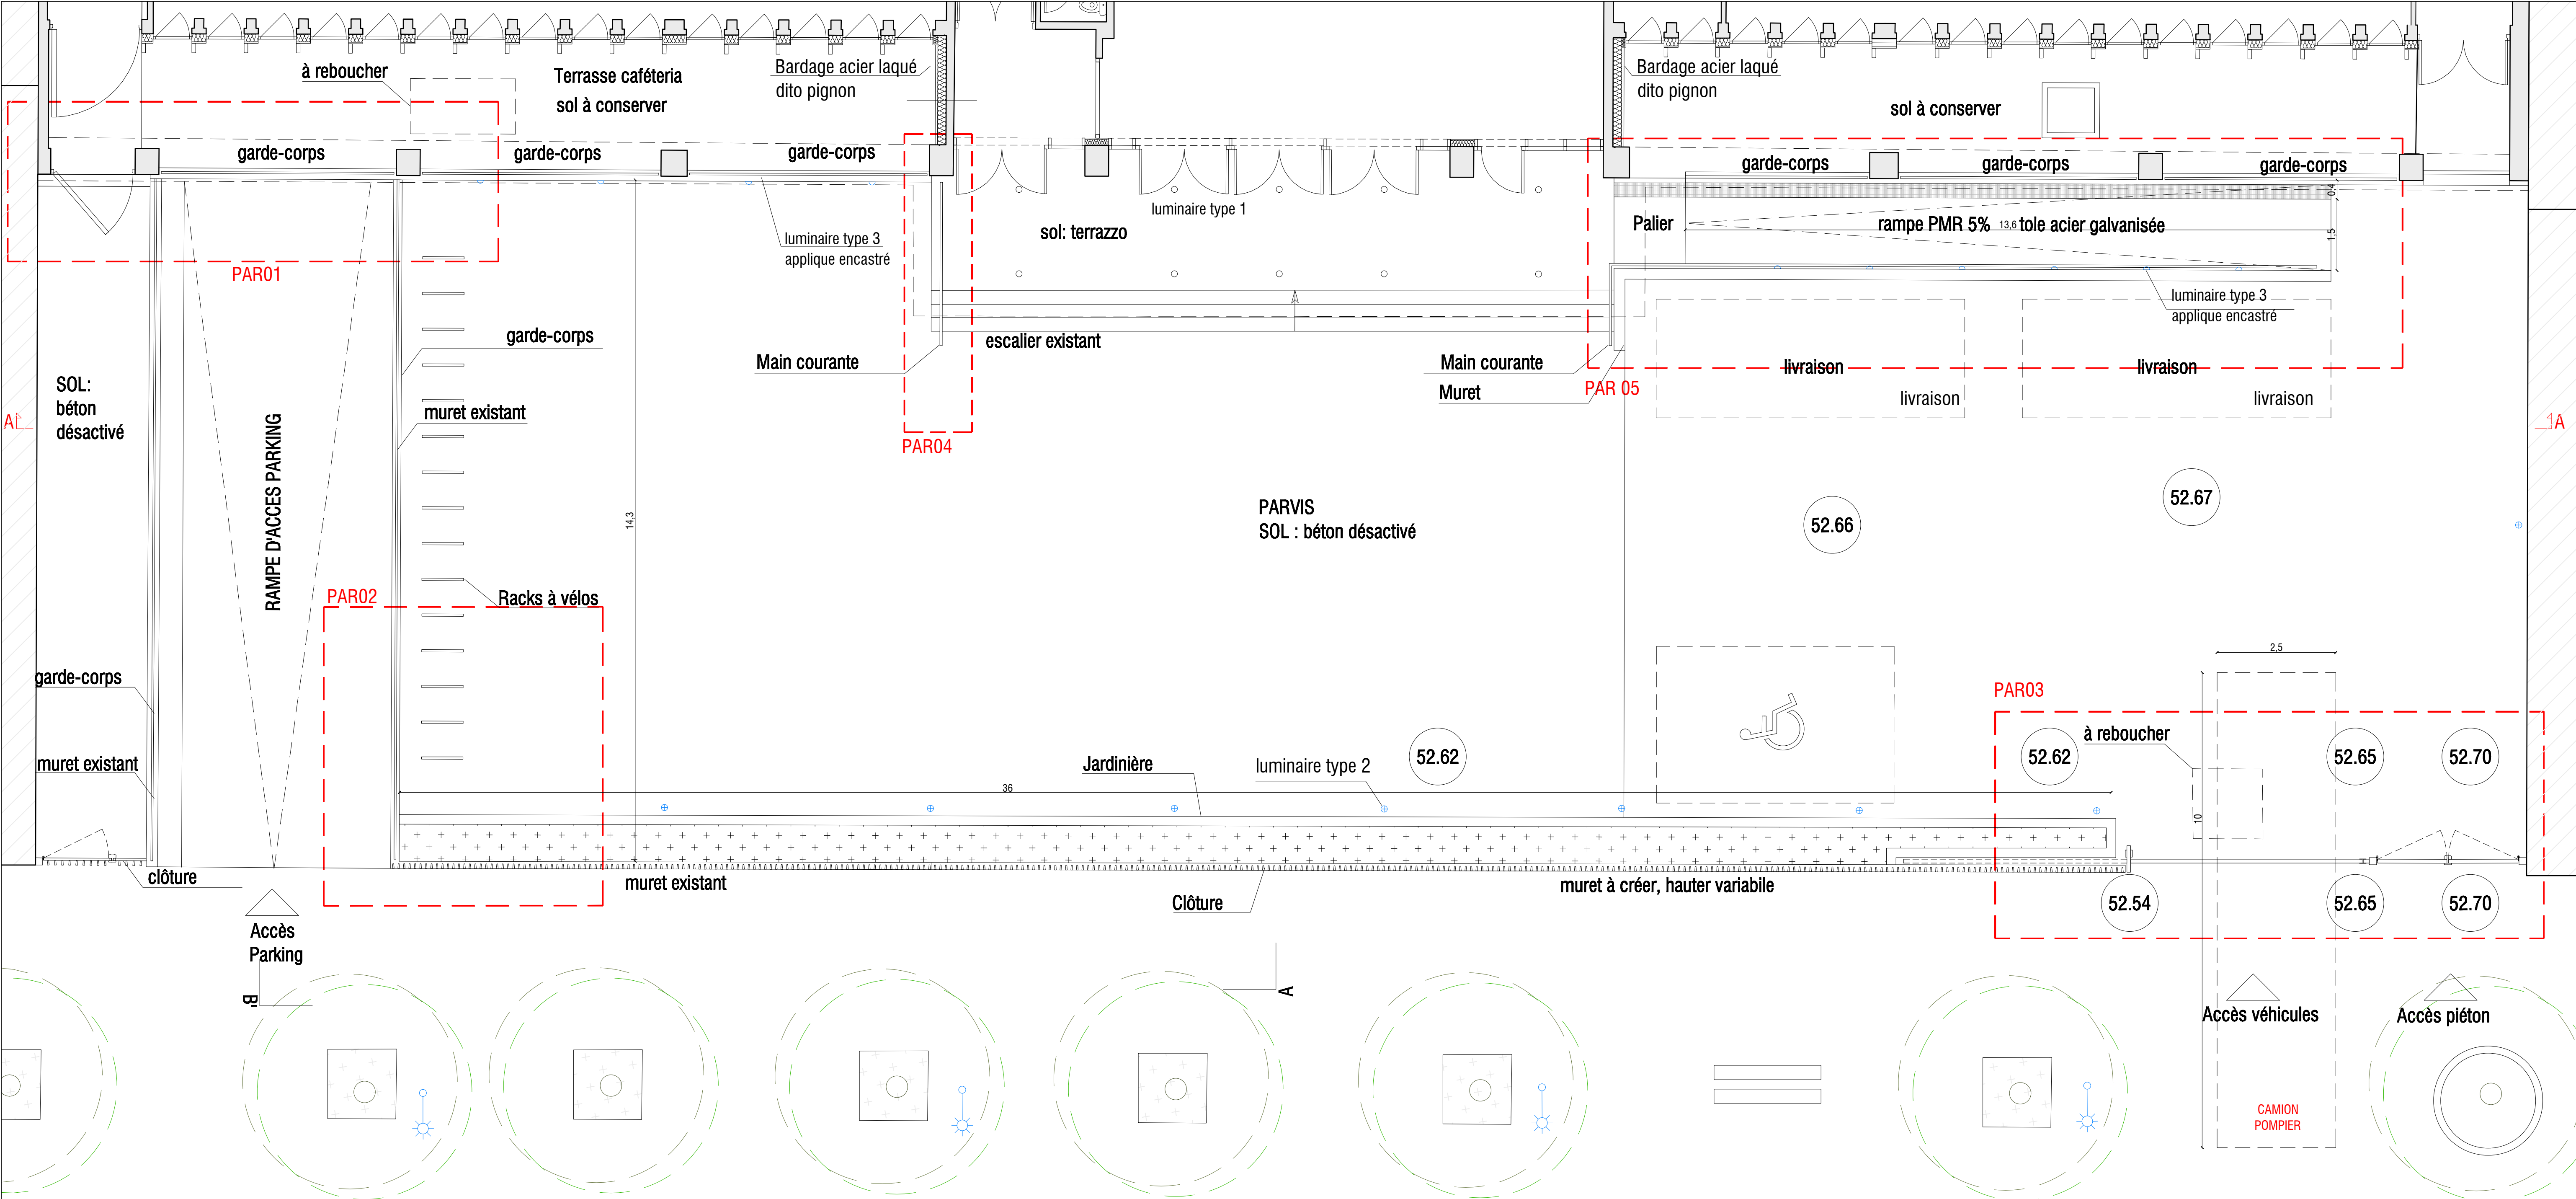 à reboucher
Terrasse caféteria
sol à conserver
Bardage acier laqué
dito pignon
Bardage acier laqué
dito pignon
sol à conserver
garde-corps
garde-corps
garde-corps
garde-corps
garde-corps
garde-corps
PAR01
luminaire type 3
applique encastré
sol: terrazzo
luminaire type 1
Palier
rampe PMR 5%
13,6
tole acier galvanisée
0,4
1,5
luminaire type 3
applique encastré
garde-corps
Main courante
escalier existant
Main courante
Muret
PAR 05
livraison
livraison
livraison
livraison
SOL:
béton
désactivé
A
muret existant
RAMPE D'ACCES PARKING
PAR04
A
14,3
PARVIS
SOL : béton désactivé
52.66
52.67
PAR02
Racks à vélos
garde-corps
muret existant
2,5
PAR03
à reboucher
52.62
52.62
52.65
52.70
Jardinière
luminaire type 2
36
10
clôture
muret existant
Clôture
muret à créer, hauter variabile
52.54
52.65
52.70
Accès
Parking
B'
A
Accès véhicules
Accès piéton
CAMION
POMPIER